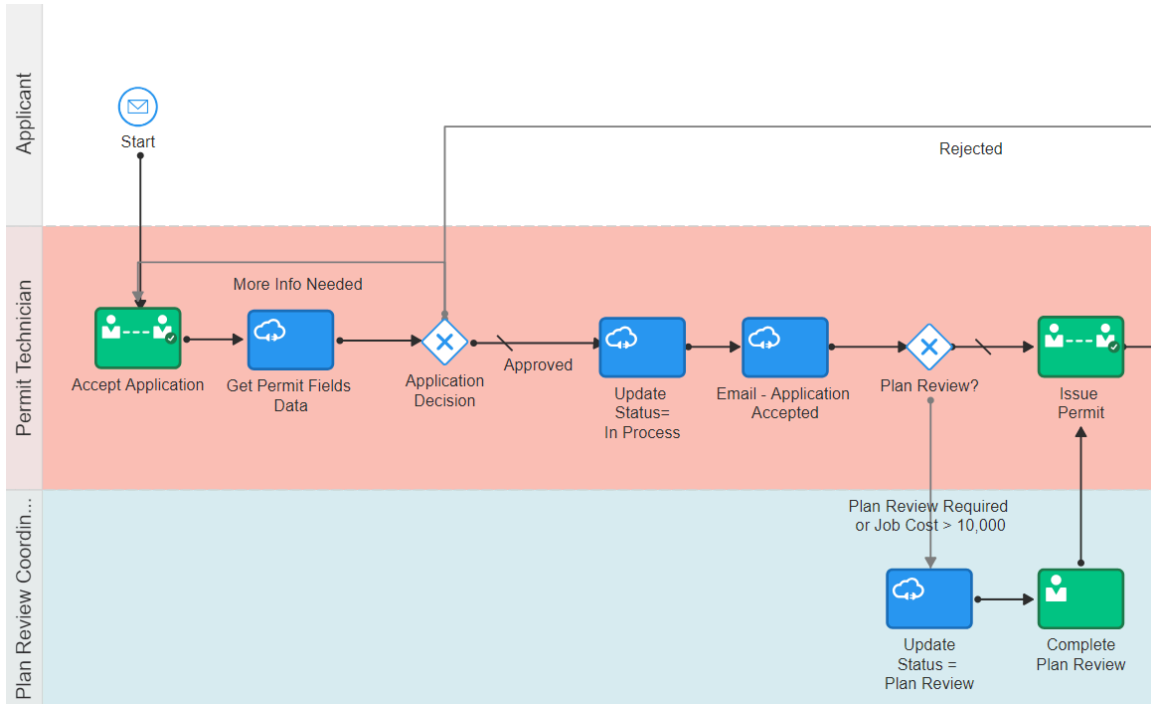 Applicant
Start
Rejected
Permit Technician
More Info Needed
Accept Application
Get Permit Fields
Data
Application
Decision
Approved
Update
Status=
In Process
Email - Application
Accepted
Plan Review?
Issue
Permit
Plan Review Coordin...
Plan Review Required
or Job Cost > 10,000
Update
Status =
Plan Review
Complete
Plan Review